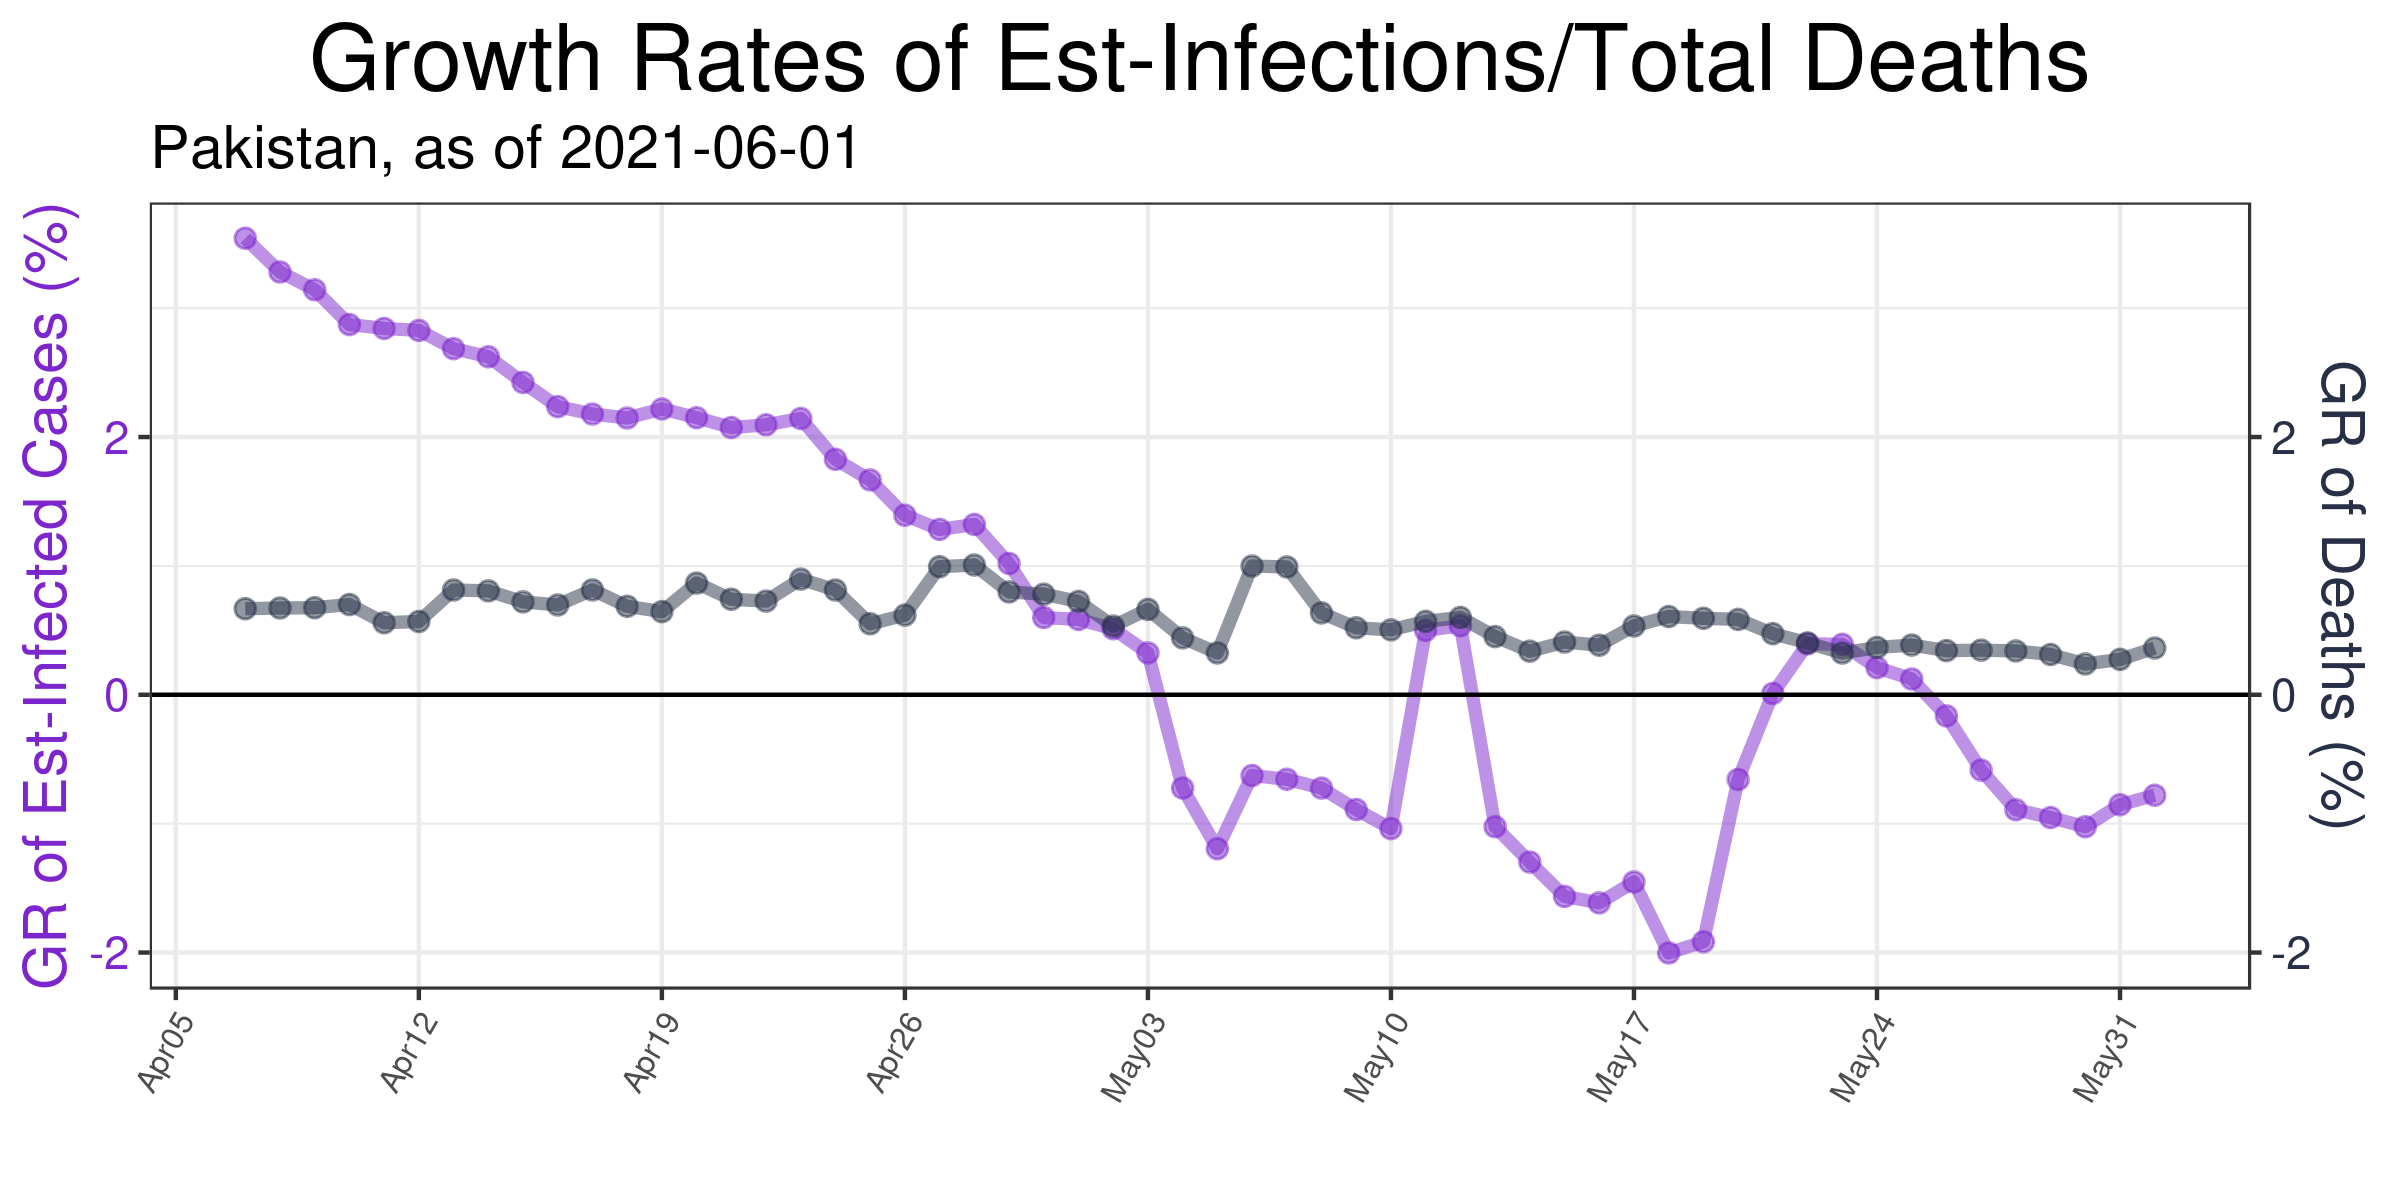 Growth Rates of Est-Infections/Total Deaths
Pakistan, as of 2021-06-01
GR of Est-Infected Cases (%)
2
0
-2
2
0
-2
GR of Deaths (%)
Apr05
Apr12
Apr19
Apr26
May03
May10
May17
May24
May31